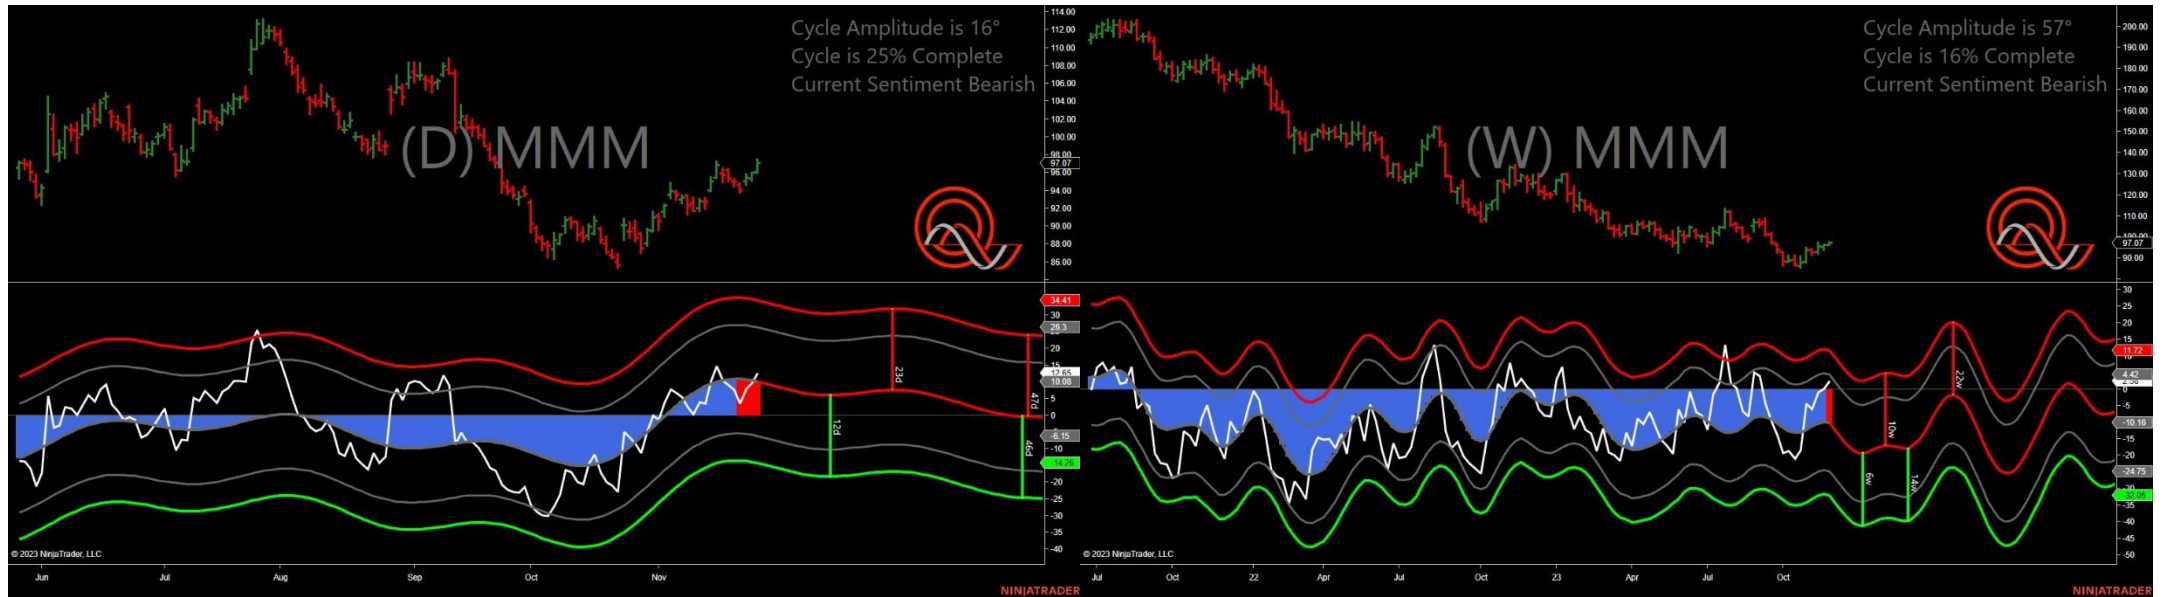 Cycle Amplitude is 16°
Cycle is 25% Complete
Current Sentiment Bearish
(D) MMM
114.00
112.00
110.00
108.00
106.00
104.00
102.00
100.00
98.00
97.07
96.00
94.00
92.00
90.00
88.00
86.00
34.41
30
26.3
20
15
12.65
10.08
5
0
-5
-6.15
-10
-14.26
-20
-25
-30
-35
-40
23d
47d
12d
46d
© 2023 NinjaTrader, LLC
Jun Jul Aug Sep Oct Nov
NINJATRADER
Cycle Amplitude is 57°
Cycle is 16% Complete
Current Sentiment Bearish
(W) MMM
200.00
190.00
180.00
170.00
160.00
150.00
140.00
130.00
120.00
110.00
100.00
97.07
90.00
30
25
20
15
11.72
4.42
0
-5
-10.16
-15
-20
-24.75
-30
-32.05
-35
-40
-45
-50
10w
22w
6w
14w
© 2023 NinjaTrader, LLC
Jul Oct 22 Apr Jul Oct 23 Apr Jul Oct
NINJATRADER